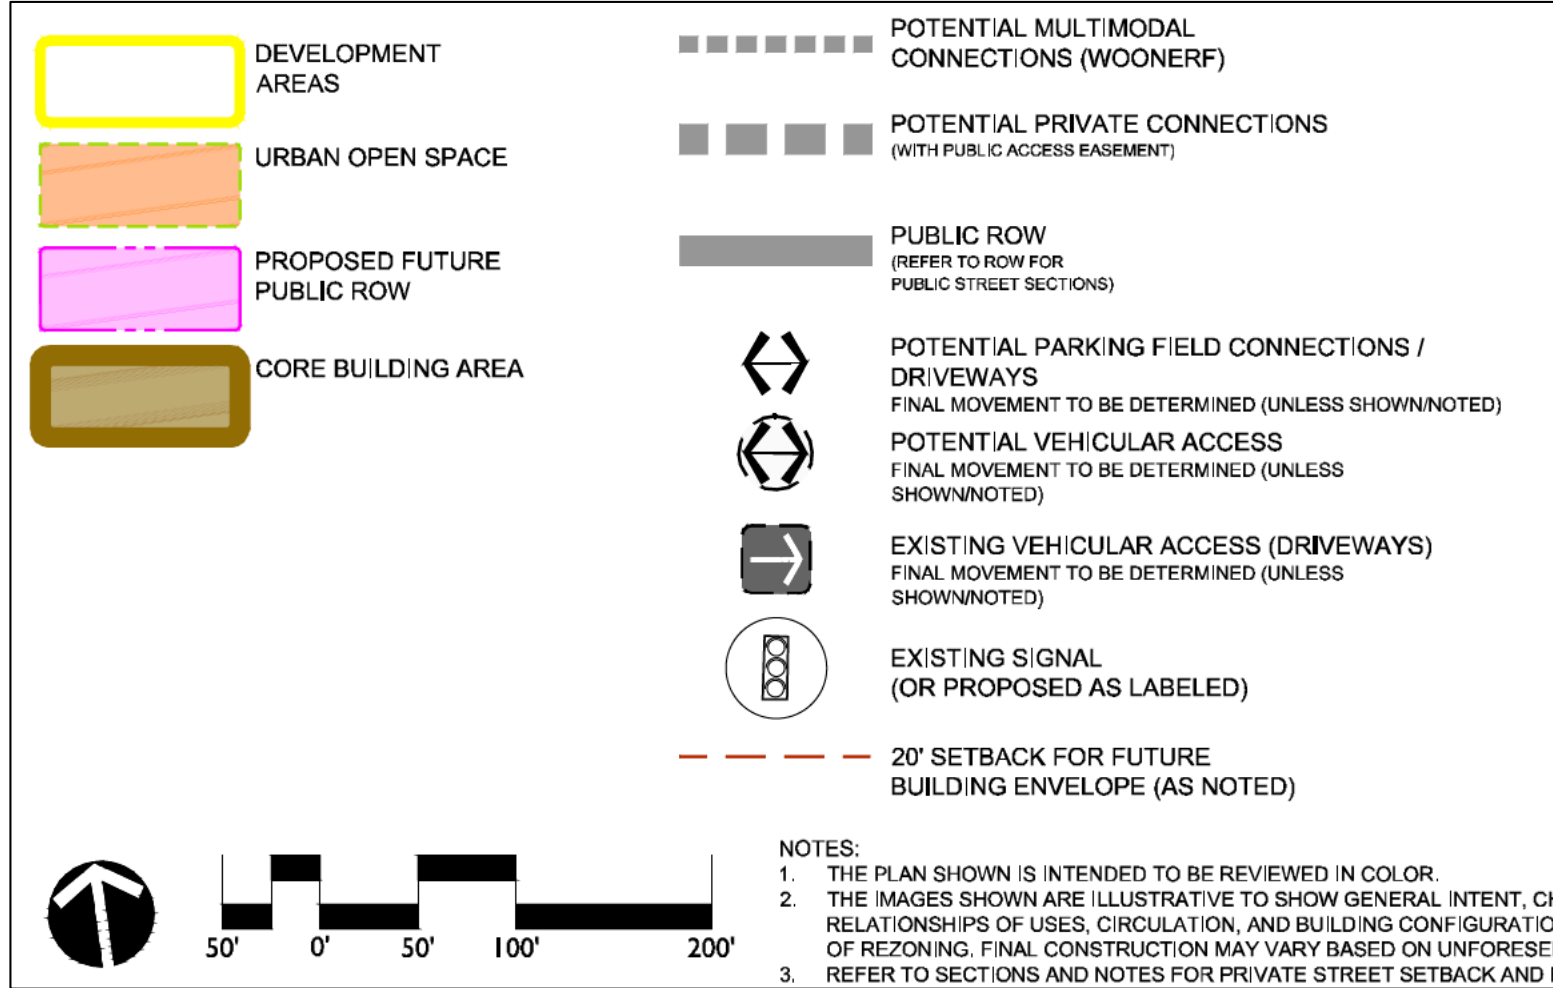 DEVELOPMENT
AREAS
URBAN OPEN SPACE
PROPOSED FUTURE
PUBLIC ROW
CORE BUILDING AREA
POTENTIAL MULTIMODAL
CONNECTIONS (WOONERF)
POTENTIAL PRIVATE CONNECTIONS
(WITH PUBLIC ACCESS EASEMENT)
PUBLIC ROW
(REFER TO ROW FOR
PUBLIC STREET SECTIONS)
POTENTIAL PARKING FIELD CONNECTIONS /
DRIVEWAYS
FINAL MOVEMENT TO BE DETERMINED (UNLESS SHOWN/NOTED)
POTENTIAL VEHICULAR ACCESS
FINAL MOVEMENT TO BE DETERMINED (UNLESS
SHOWN/NOTED)
EXISTING VEHICULAR ACCESS (DRIVEWAYS)
FINAL MOVEMENT TO BE DETERMINED (UNLESS
SHOWN/NOTED)
EXISTING SIGNAL
(OR PROPOSED AS LABELED)
20' SETBACK FOR FUTURE
BUILDING ENVELOPE (AS NOTED)
50' 0' 50' 100' 200'
NOTES:
1. THE PLAN SHOWN IS INTENDED TO BE REVIEWED IN COLOR.
2. THE IMAGES SHOWN ARE ILLUSTRATIVE TO SHOW GENERAL INTENT,
RELATIONSHIPS OF USES, CIRCULATION, AND BUILDING
OF REZONING. FINAL CONSTRUCTION MAY VARY BASED ON
3. REFER TO SECTIONS AND NOTES FOR PRIVATE STREET SETBACK AND